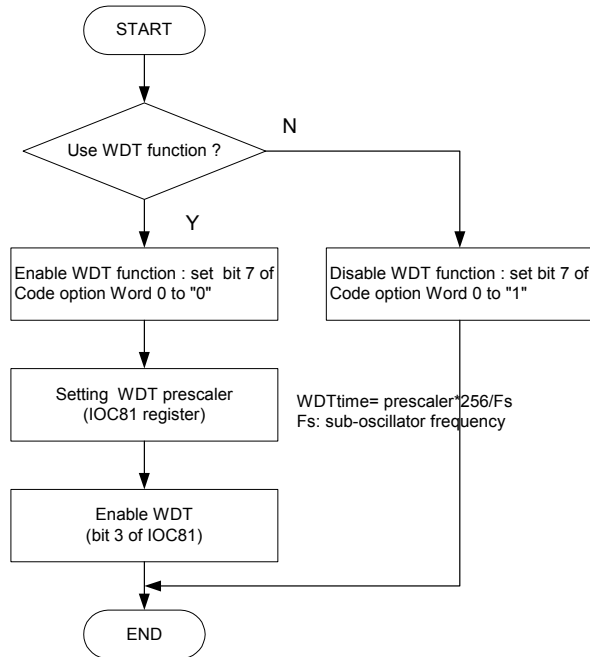 START
Use WDT function ?
N
Y
Enable WDT function : set bit 7 of
Code option Word 0 to "0"
Disable WDT function : set bit 7 of
Code option Word 0 to "1"
Setting WDT prescaler
(IOC81 register)
WDTtime= prescaler*256/Fs
Fs: sub-oscillator frequency
Enable WDT
(bit 3 of IOC81)
END